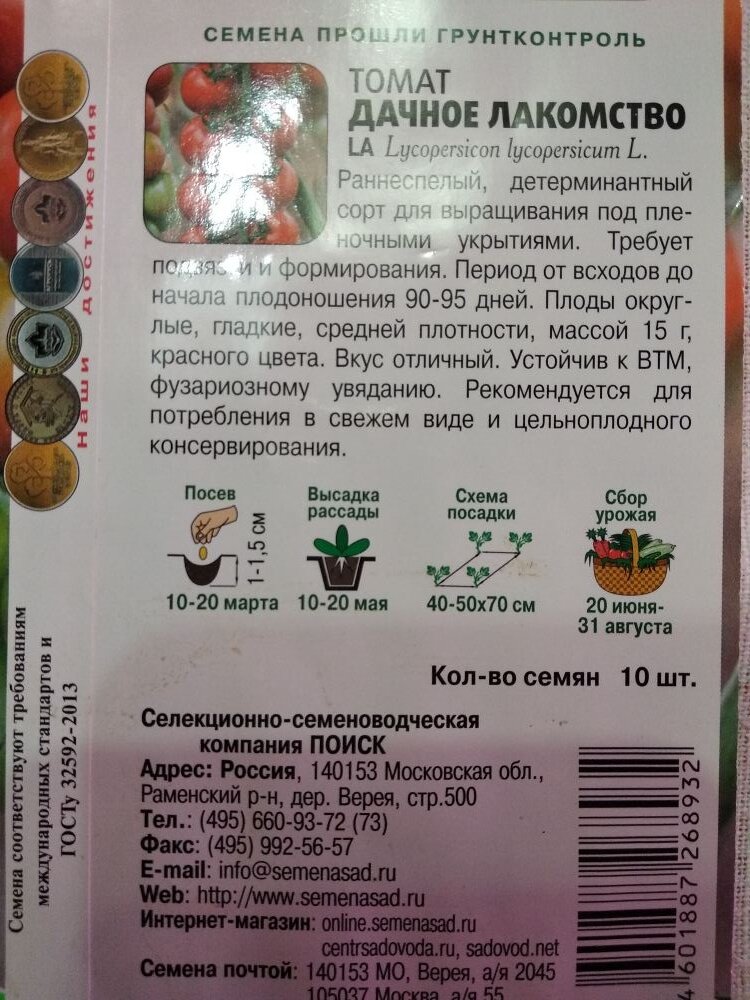 СЕМЕНА ПРОШЛИ ГРУНТКОНТРОЛЬ
ТОМАТ
ДАЧНОЕ ЛАКОМСТВО
LA Lycopersicon lycopersicum L.
Раннеспелый, детерминантный
сорт для выращивания под пле-
ночными укрытиями. Требует
подвязки и формирования. Период от всходов до
начала плодоношения 90-95 дней. Плоды округ-
лые, гладкие, средней плотности, массой 15 г,
красного цвета. Вкус отличный. Устойчив к ВТМ,
фузариозному увяданию. Рекомендуется для
потребления в свежем виде и цельноплодного
консервирования.
Посев
1-1,5 см
10-20 марта
Высадка
рассады
10-20 мая
Схема
посадки
40-50х70 см
Сбор
урожая
20 июня-
31 августа
Кол-во семян 10 шт.
Селекционно-семеноводческая
компания ПОИСК
Адрес: Россия, 140153 Московская обл.,
Раменский р-н, дер. Верея, стр.500
Тел.: (495) 660-93-72 (73)
Факс: (495) 992-56-57
E-mail: info@semenasad.ru
Web: http://www.semenasad.ru
Интернет-магазин: online.semenasad.ru
centrsadovoda.ru, sadovod.net
Семена почтой: 140153 МО, Верея, а/я 2045
105037 Москва, а/я 55
4 601887 268932
Наши достижения
Семена соответствуют требованиям
международных стандартов и
ГОСТу 32592-2013